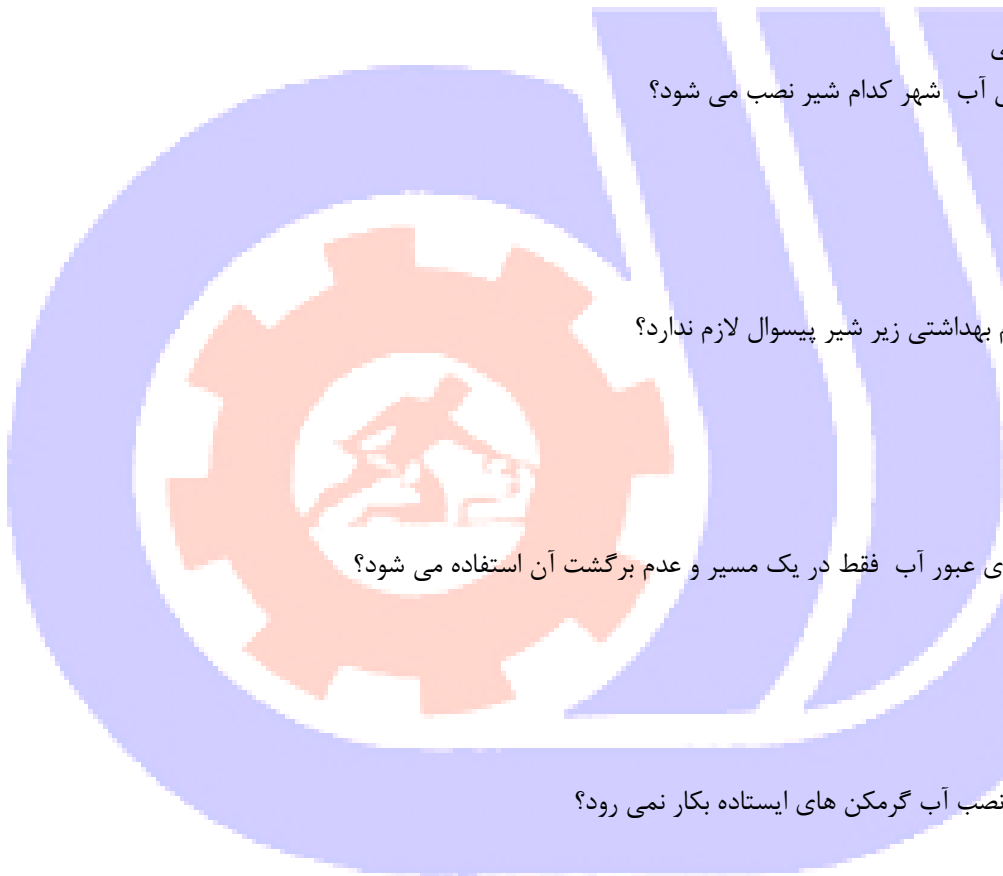 آب شهر کدام شیر نصب می شود؟
بهداشتی زیر شیر پیسوال لازم ندارد؟
عبور آب فقط در یک مسیر و عدم برگشت آن استفاده می شود؟
نصب آب گرمکن های ایستاده بکار نمی رود؟